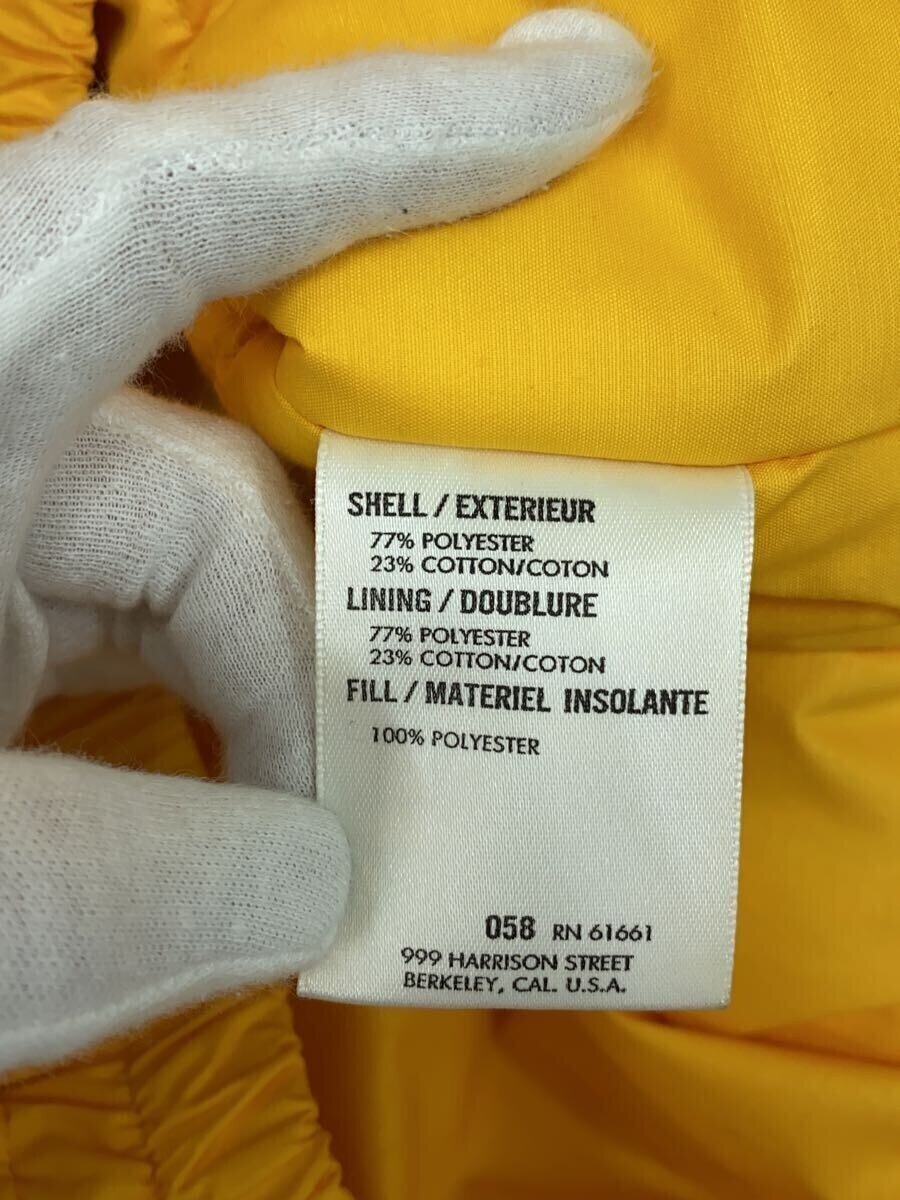 SHELL / EXTERIEUR
77% POLYESTER
23% COTTON/COTON
LINING / DOUBLURE
77% POLYESTER
23% COTTON/COTON
FILL / MATERIEL INSOLANTE
100% POLYESTER
058 RN 61661
999 HARRISON STREET
BERKELEY, CAL. U.S.A.